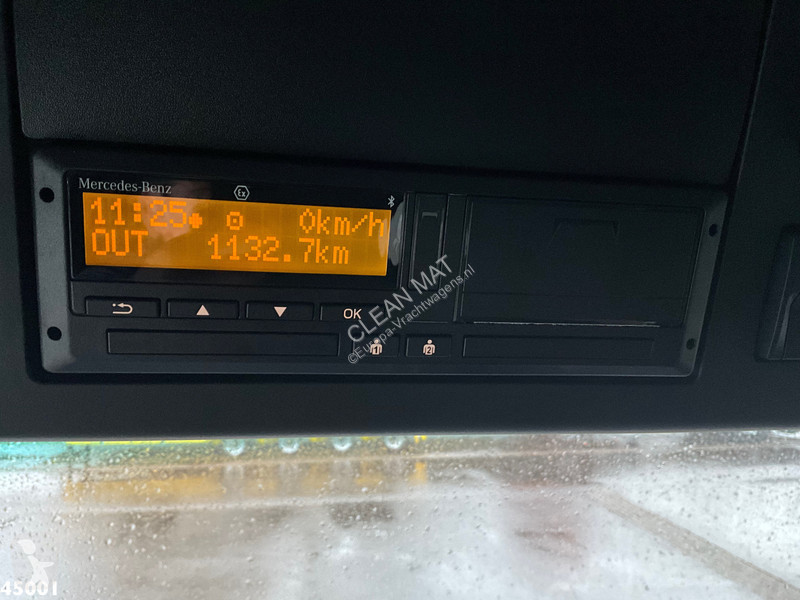 Mercedes-Benz
Ex
11:25 0km/h
OUT 1132.7km
OK
1 2
CLEAN MAT
©Europa-Vrachtwagens.nl
45001